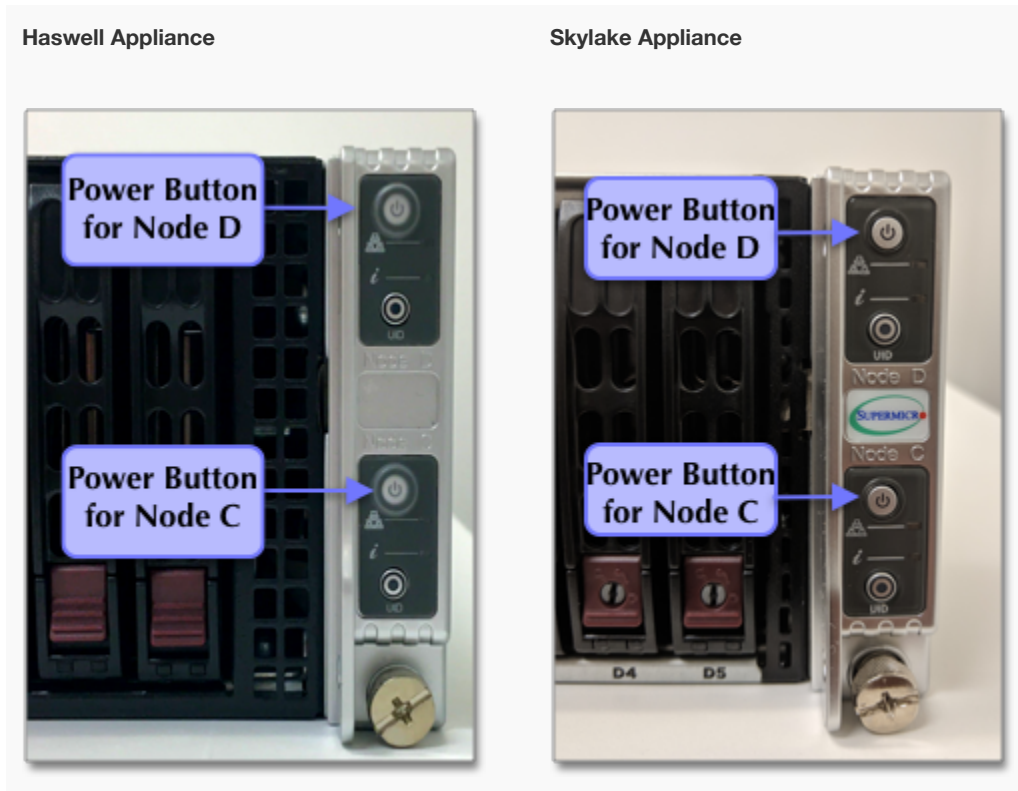 Haswell Appliance
Skylake Appliance
Power Button
for Node D
UID
Node D
Node C
Power Button
for Node C
UID
Power Button
for Node D
i
UID
Node D
SUPERMICRO
Node C
Power Button
for Node C
i
UID
D4
D5